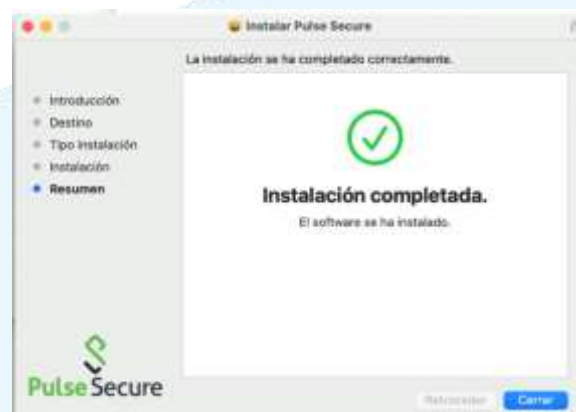 Instalar Pulse Secure
La instalación se ha completado correctamente.
Introducción
Destino
Tipo instalación
Instalación
Resumen
Instalación completada.
El software se ha instalado.
Pulse Secure
Retroceder
Cerrar